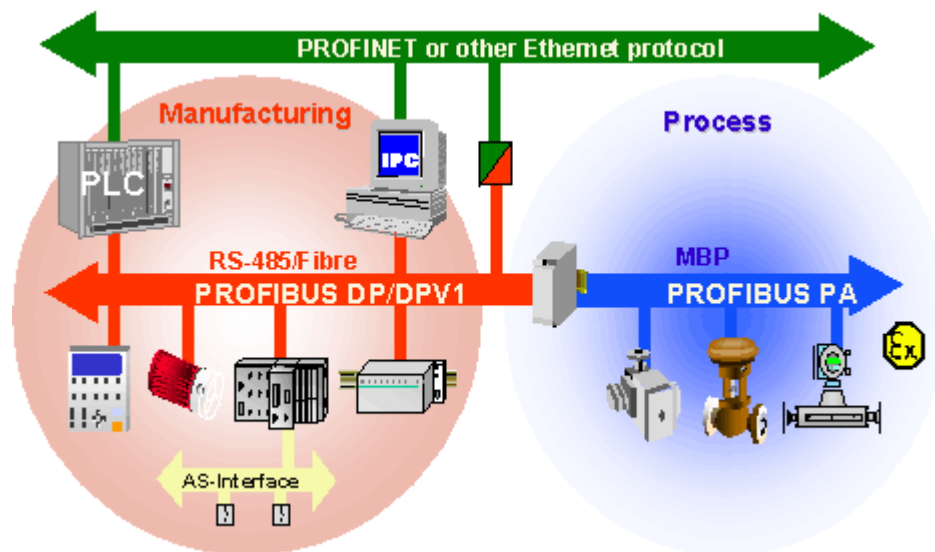 PROFINET or other Ethernet protocol
Manufacturing
Process
PLC
IPC
RS-485/Fibre
MBP
PROFIBUS DP/DPV1
PROFIBUS PA
Ex
AS-Interface